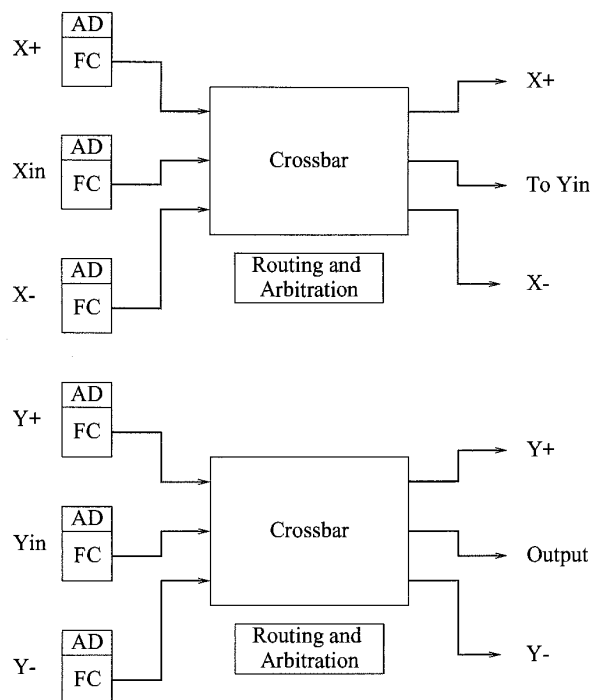 AD
X+
FC
X+
AD
Xin
FC
Crossbar
To Yin
AD
X-
FC
Routing and
Arbitration
X-
AD
Y+
FC
Y+
AD
Yin
FC
Crossbar
Output
AD
Y-
FC
Routing and
Arbitration
Y-